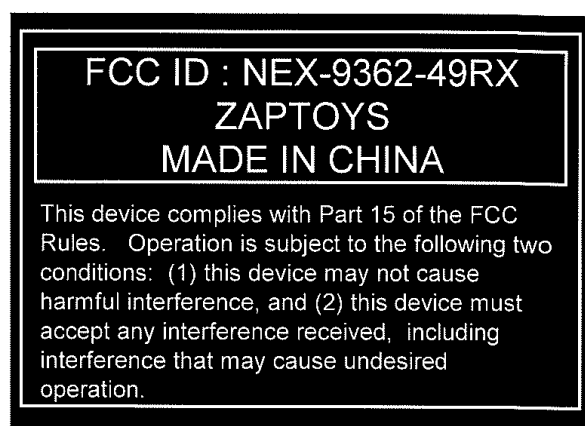 FCC ID : NEX-9362-49RX
ZAPTOYS
MADE IN CHINA
This device complies with Part 15 of the FCC
Rules.   Operation is subject to the following two
conditions:  (1) this device may not cause
harmful interference, and (2) this device must
accept any interference received,  including
interference that may cause undesired
operation.